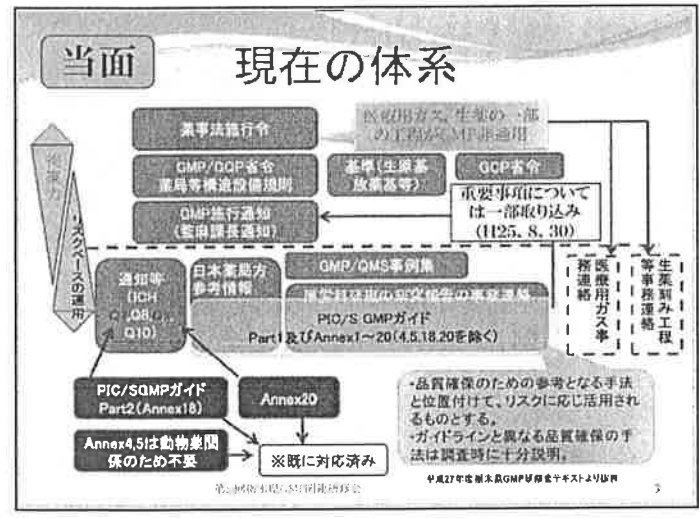 当面
現在の体系
薬事法施行令
医療用ガス、生薬の一部
の工程がGMP非適用
GMP/GQP省令
薬局等構造設備規則
基準(生原基
放薬基等)
GCP省令
GMP施行通知
(監麻課長通知)
重要事項について
は一部取り込み
(H25. 8. 30)
リスクベースの運用
通知等
(ICH
Q8,
Q10)
日本薬局方
参考情報
GMP/QMS事例集
PIC/S GMPガイド
Part1及びAnnex1~20(4,5,18,20を除く)
医療用ガス事
務連絡
生薬刻み工程
等事務連絡
PIC/SGMPガイド
Part2(Annex18)
Annex20
Annex4,5は動物薬関
係のため不要
※既に対応済み
・品質確保のための参考となる手法
と位置付けて、リスクに応じ活用され
るものとする。
・ガイドラインと異なる品質確保の手
法は調査時に十分説明。
平成27年度栃木県GMP研修会テキストより抜粋